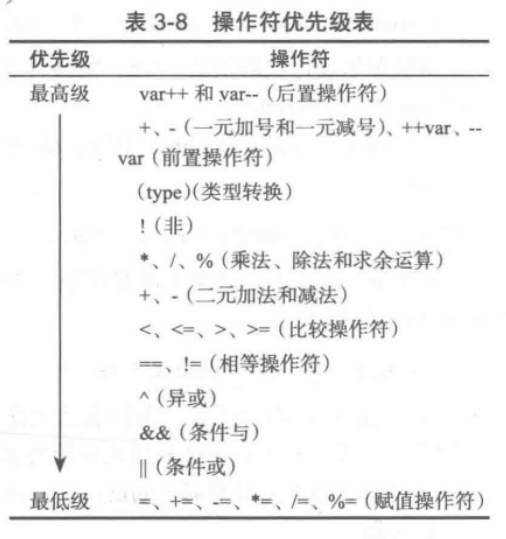 表 3-8 操作符优先级表
优先级 操作符
最高级 var++ 和 var--（后置操作符）
+、-（一元加号和一元减号）、++var、--
var（前置操作符）
(type)(类型转换）
!（非）
*、/、%（乘法、除法和求余运算）
+、-（二元加法和减法）
<、<=、>、>=（比较操作符）
==、!=（相等操作符）
^（异或）
&&（条件与）
||（条件或）
最低级 =、+=、-=、*=、/=、%=（赋值操作符）